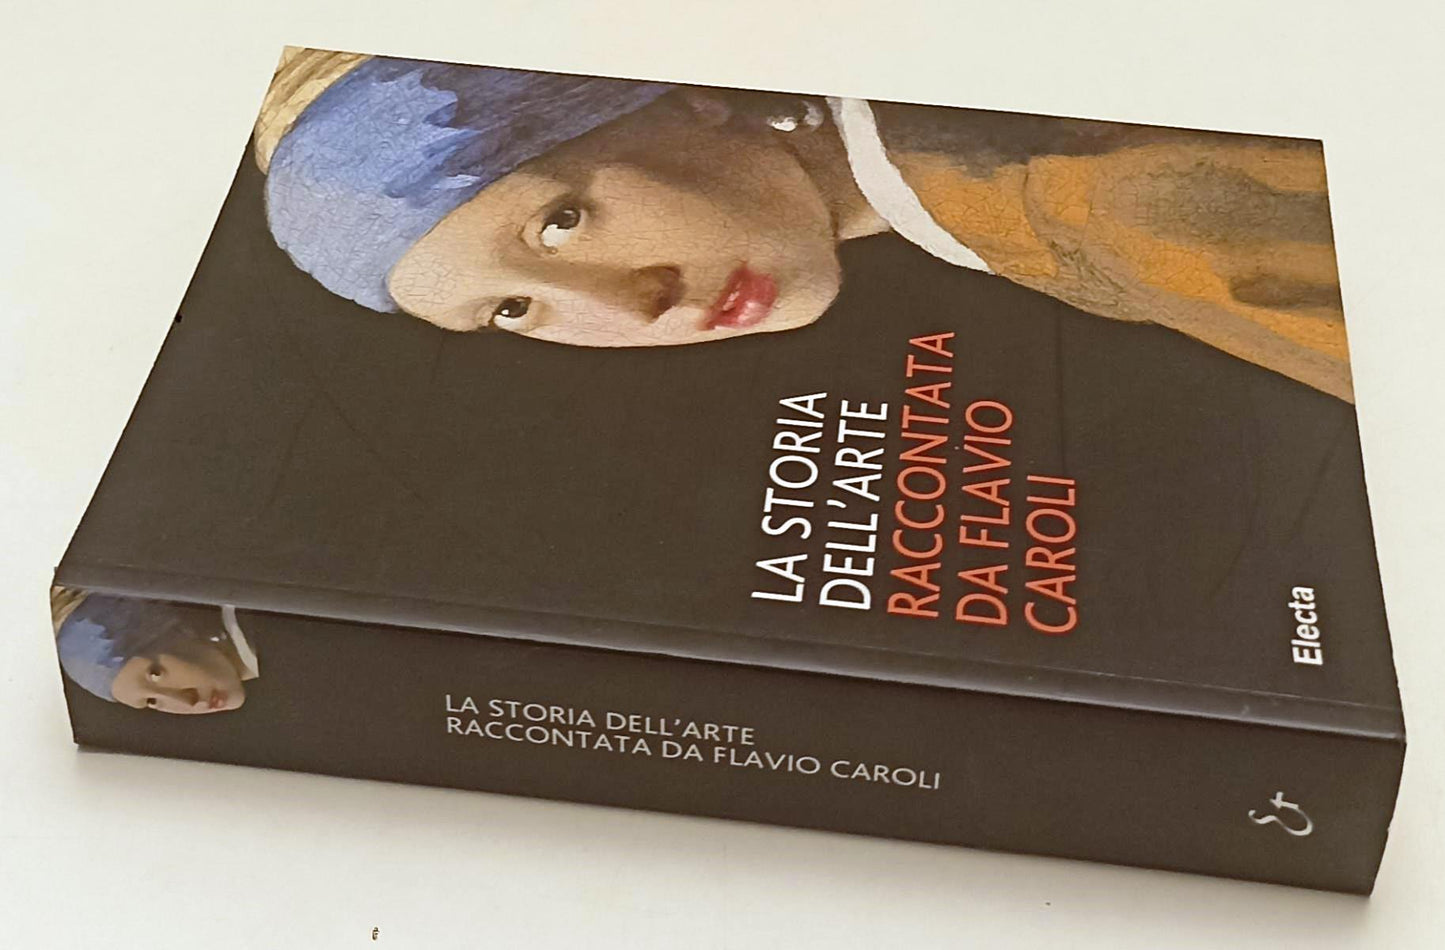 LA STORIA
DELL'ARTE
RACCONTATA
DA FLAVIO
CAROLI
Electa
LA STORIA DELL'ARTE
RACCONTATA DA FLAVIO CAROLI